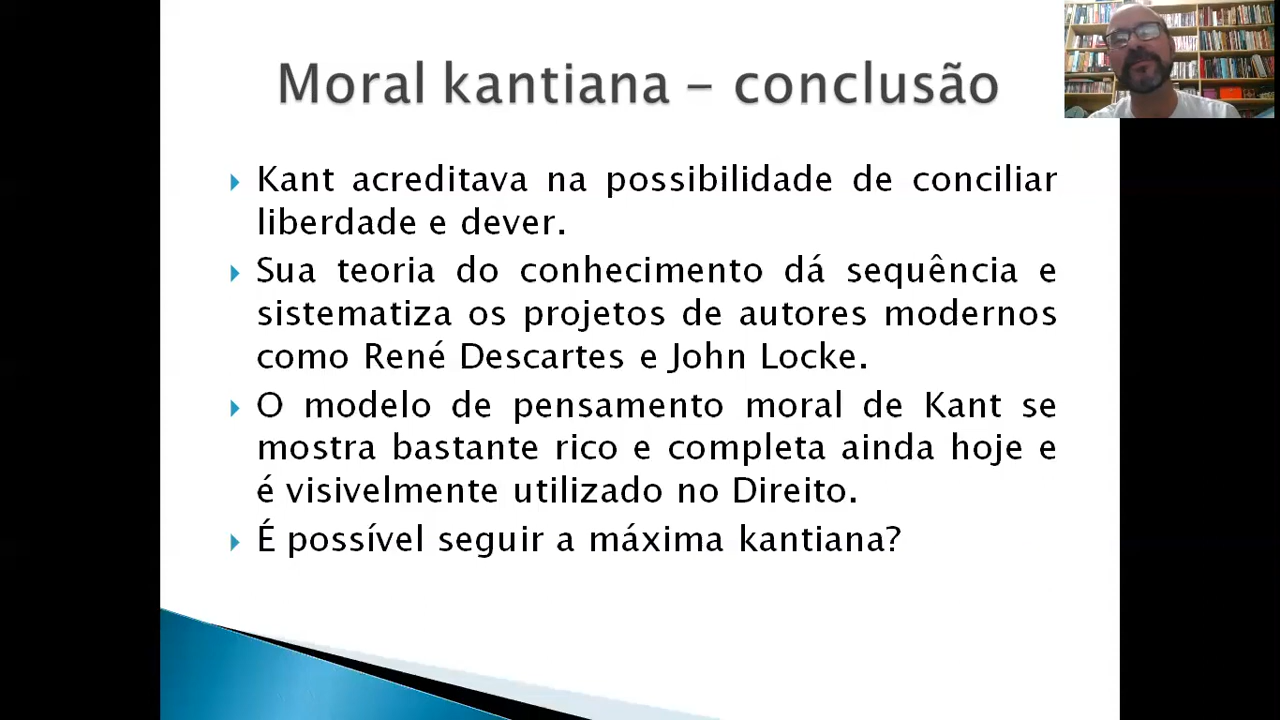 Moral kantiana – conclusão
Kant acreditava na possibilidade de conciliar
liberdade e dever.
Sua teoria do conhecimento dá sequência e
sistematiza os projetos de autores modernos
como René Descartes e John Locke.
O modelo de pensamento moral de Kant se
mostra bastante rico e completa ainda hoje e
é visivelmente utilizado no Direito.
É possível seguir a máxima kantiana?